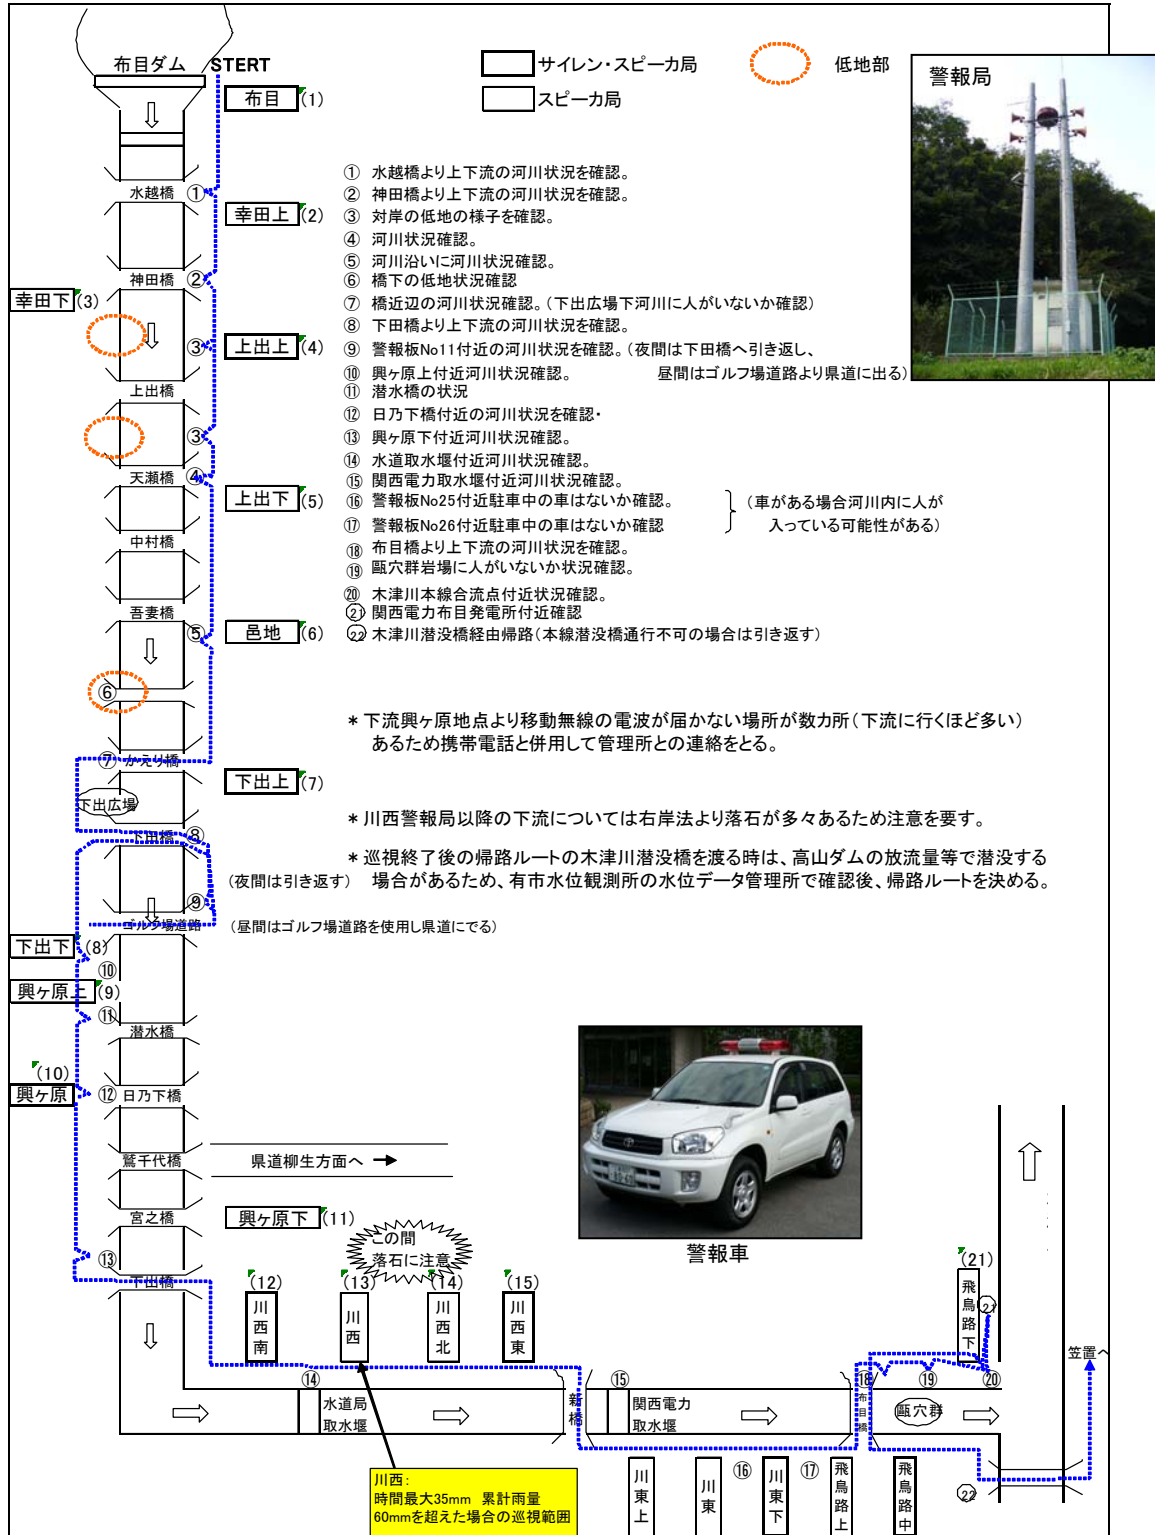 布目ダム STERT
サイレン・スピーカ局
低地部
スピーカ局
警報局
布目 (1)
① 水越橋より上下流の河川状況を確認。
② 神田橋より上下流の河川状況を確認。
③ 対岸の低地の様子を確認。
④ 河川状況確認。
⑤ 河川沿いに河川状況確認。
⑥ 橋下の低地状況確認
⑦ 橋近辺の河川状況確認。(下出広場下河川に人がいないか確認)
⑧ 下田橋より上下流の河川状況を確認。
⑨ 警報板No11付近の河川状況を確認。(夜間は下田橋へ引き返し、
⑩ 興ヶ原上付近河川状況確認。 昼間はゴルフ場道路より県道に出る)
⑪ 潜水橋の状況
⑫ 日乃下橋付近の河川状況を確認・
⑬ 興ヶ原下付近河川状況確認。
⑭ 水道取水堰付近河川状況確認。
⑮ 関西電力取水堰付近河川状況確認。
⑯ 警報板No25付近駐車中の車はないか確認。
⑰ 警報板No26付近駐車中の車はないか確認
(車がある場合河川内に人が
入っている可能性がある)
⑱ 布目橋より上下流の河川状況を確認。
⑲ 甌穴群岩場に人がいないか状況確認。
⑳ 木津川本線合流点付近状況確認。
㉑ 関西電力布目発電所付近確認
㉒ 木津川潜没橋経由帰路(本線潜没橋通行不可の場合は引き返す)
水越橋 ①
幸田上 (2)
神田橋 ②
幸田下 (3)
③
上出上 (4)
上出橋
③
天瀬橋 ④
上出下 (5)
中村橋
吾妻橋
⑤
邑地 (6)
⑥
⑦ かえり橋
下出上 (7)
下出広場
下田橋 ⑧
*下流興ヶ原地点より移動無線の電波が届かない場所が数カ所(下流に行くほど多い)
あるため携帯電話と併用して管理所との連絡をとる。
*川西警報局以降の下流については右岸法より落石が多々あるため注意を要す。
*巡視終了後の帰路ルートの木津川潜没橋を渡る時は、高山ダムの放流量等で潜没する
場合があるため、有市水位観測所の水位データ管理所で確認後、帰路ルートを決める。
(夜間は引き返す)
⑨
ゴルフ場道路 (昼間はゴルフ場道路を使用し県道にでる)
下出下 (8)
⑩
興ヶ原上 (9)
⑪
潜水橋
(10)
興ヶ原
⑫ 日乃下橋
鷲千代橋
県道柳生方面へ →
宮之橋
興ヶ原下 (11)
⑬
下出橋
この間
落石に注意
警報車
(12)
川西南
(13)
川西
(14)
川西北
(15)
川西東
(21)
飛鳥路下
㉑
笠置へ
⑭
水道局
取水堰
新橋
⑮
関西電力
取水堰
⑱
布目橋
⑲
甌穴群
⑳
川東上
川東
⑯
川東下
⑰
飛鳥路上
飛鳥路中
㉒
川西:
時間最大35mm 累計雨量
60mmを超えた場合の巡視範囲